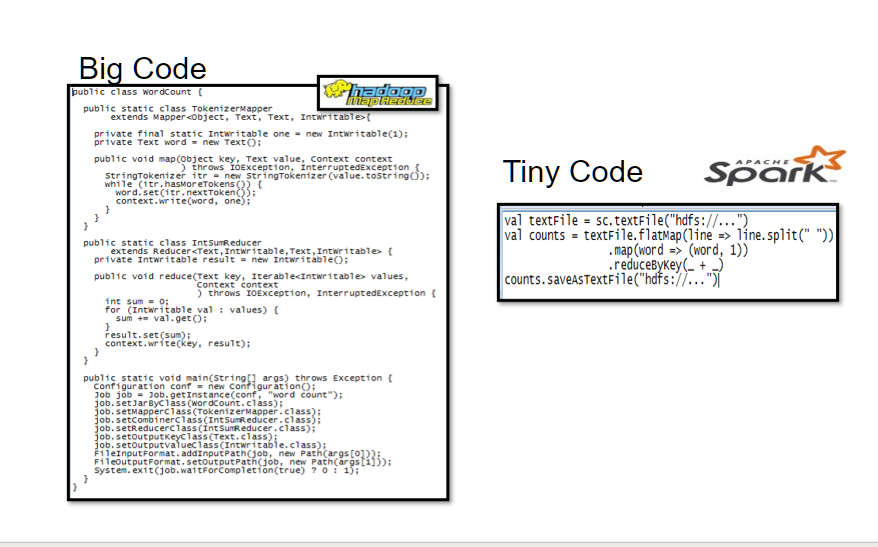 Big Code
hadoop
Map Reduce
public class WordCount {
public static class TokenizerMapper
extends Mapper<Object, Text, Text, IntWritable>{
private final static IntWritable one = new IntWritable(1);
private Text word = new Text();
public void map(Object key, Text value, Context context
) throws IOException, InterruptedException {
StringTokenizer itr = new StringTokenizer(value.toString());
while (itr.hasMoreTokens()) {
word.set(itr.nextToken());
context.write(word, one);
}
}
}
public static class IntSumReducer
extends Reducer<Text,IntWritable,Text,IntWritable> {
private IntWritable result = new IntWritable();
public void reduce(Text key, Iterable<IntWritable> values,
Context context
) throws IOException, InterruptedException {
int sum = 0;
for (IntWritable val : values) {
sum += val.get();
}
result.set(sum);
context.write(key, result);
}
}
public static void main(String[] args) throws Exception {
Configuration conf = new Configuration();
Job job = Job.getInstance(conf, "word count");
job.setJarByClass(WordCount.class);
job.setMapperClass(TokenizerMapper.class);
job.setCombinerClass(IntSumReducer.class);
job.setReducerClass(IntSumReducer.class);
job.setOutputKeyClass(Text.class);
job.setOutputValueClass(IntWritable.class);
FileInputFormat.addInputPath(job, new Path(args[0]));
FileOutputFormat.setOutputPath(job, new Path(args[1]));
System.exit(job.waitForCompletion(true) ? 0 : 1);
}
}
Tiny Code
APACHE
Spark
val textFile = sc.textFile("hdfs://...")
val counts = textFile.flatMap(line => line.split(" "))
.map(word => (word, 1))
.reduceByKey(_ + _)
counts.saveAsTextFile("hdfs://...")